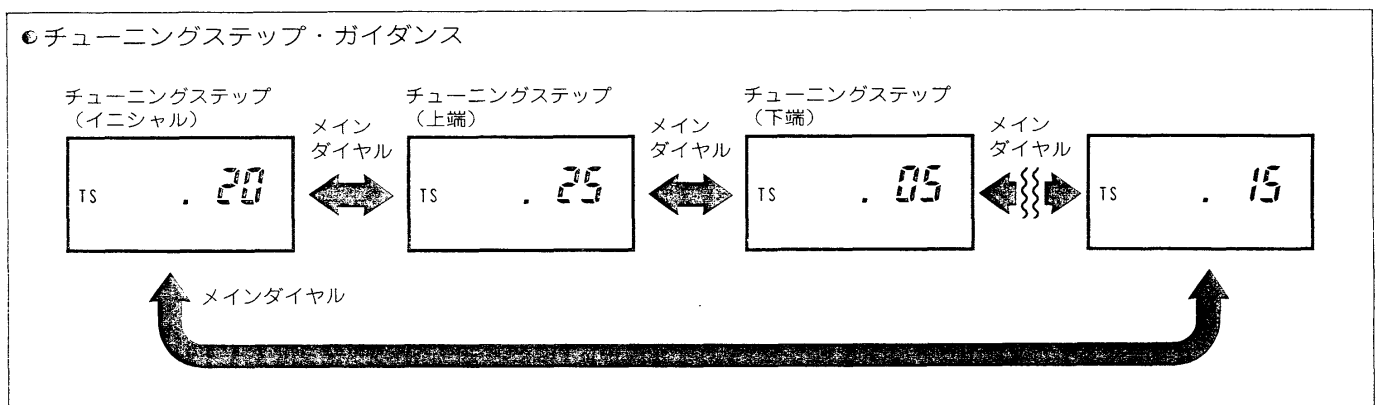 チューニングステップ・ガイダンス
チューニングステップ
(イニシャル)
メイン
ダイヤル
チューニングステップ
(上端)
メイン
ダイヤル
チューニングステップ
(下端)
メイン
ダイヤル
TS . 20
TS . 25
TS . 05
TS . 15
メインダイヤル